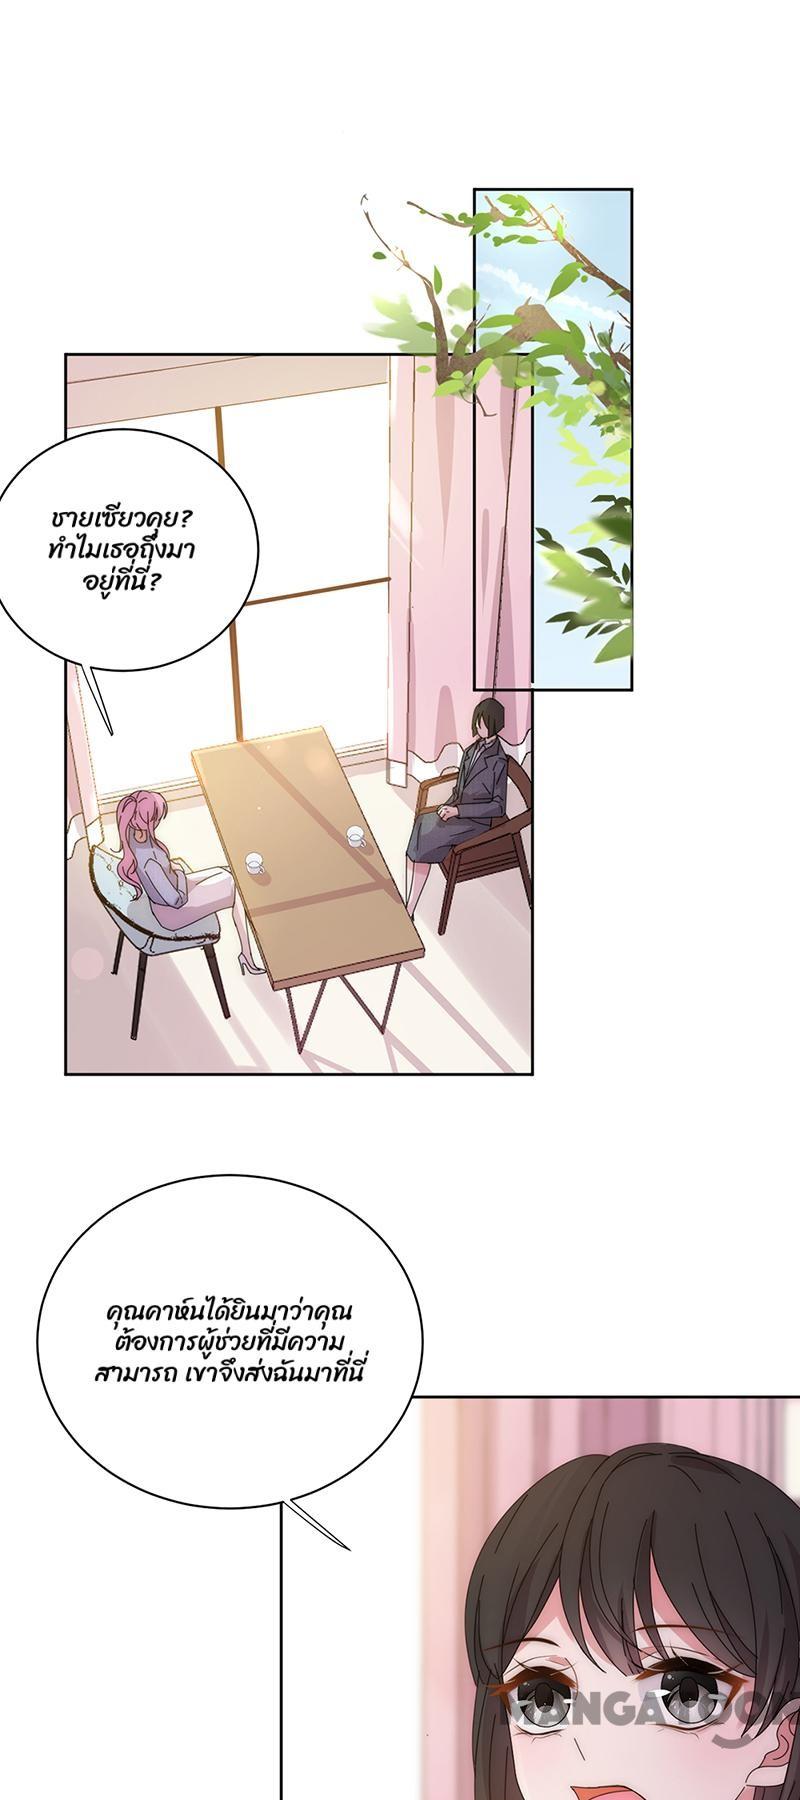 ชายเซียวคุย?
ทำไมเธอถึงมา
อยู่ที่นี่?
คุณคาห์นได้ยินมาว่าคุณ
ต้องการผู้ช่วยที่มีความ
สามารถ เขาจึงส่งฉันมาที่นี่
MANGATOON